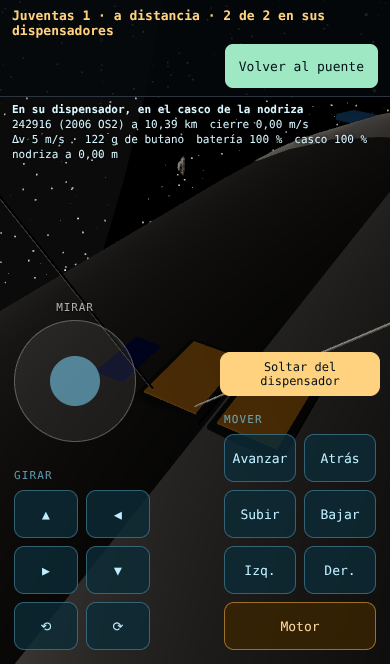 Juventas 1 · a distancia · 2 de 2 en sus
dispensadores
Volver al puente
En su dispensador, en el casco de la nodriza
242916 (2006 OS2) a 10,39 km  cierre 0,00 m/s
Δv 5 m/s · 122 g de butano  batería 100 %  casco 100 %
nodriza a 0,00 m
MIRAR
Soltar del
dispensador
MOVER
Avanzar Atrás
GIRAR
▲ ◄ Subir Bajar
► ▼ Izq. Der.
⟲ ⟳ Motor